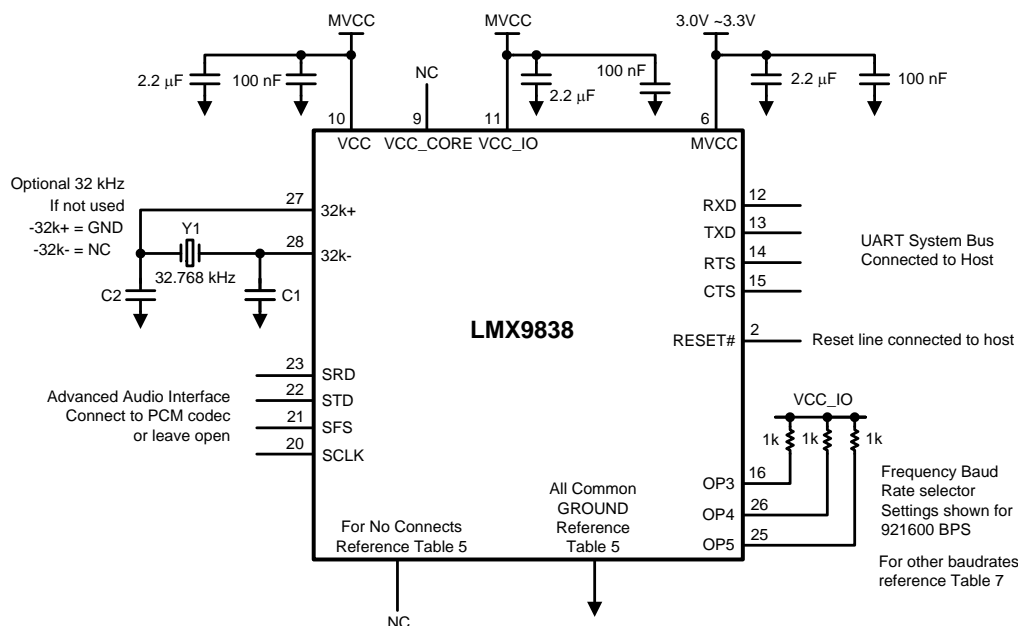 MVCC
MVCC
3.0V ~3.3V
2.2 µF
100 nF
NC
2.2 µF
100 nF
2.2 µF
100 nF
10
9
11
6
VCC
VCC_CORE
VCC_IO
MVCC
Optional 32 kHz
If not used
-32k+ = GND
-32k- = NC
27
32k+
Y1
28
32k-
32.768 kHz
C2
C1
LMX9838
RXD
12
TXD
13
RTS
14
CTS
15
UART System Bus
Connected to Host
RESET#
2
Reset line connected to host
Advanced Audio Interface
Connect to PCM codec
or leave open
23
SRD
22
STD
21
SFS
20
SCLK
VCC_IO
1k
1k
1k
OP3
16
OP4
26
OP5
25
Frequency Baud
Rate selector
Settings shown for
921600 BPS
For other baudrates
reference Table 7
For No Connects
Reference Table 5
All Common
GROUND
Reference
Table 5
NC